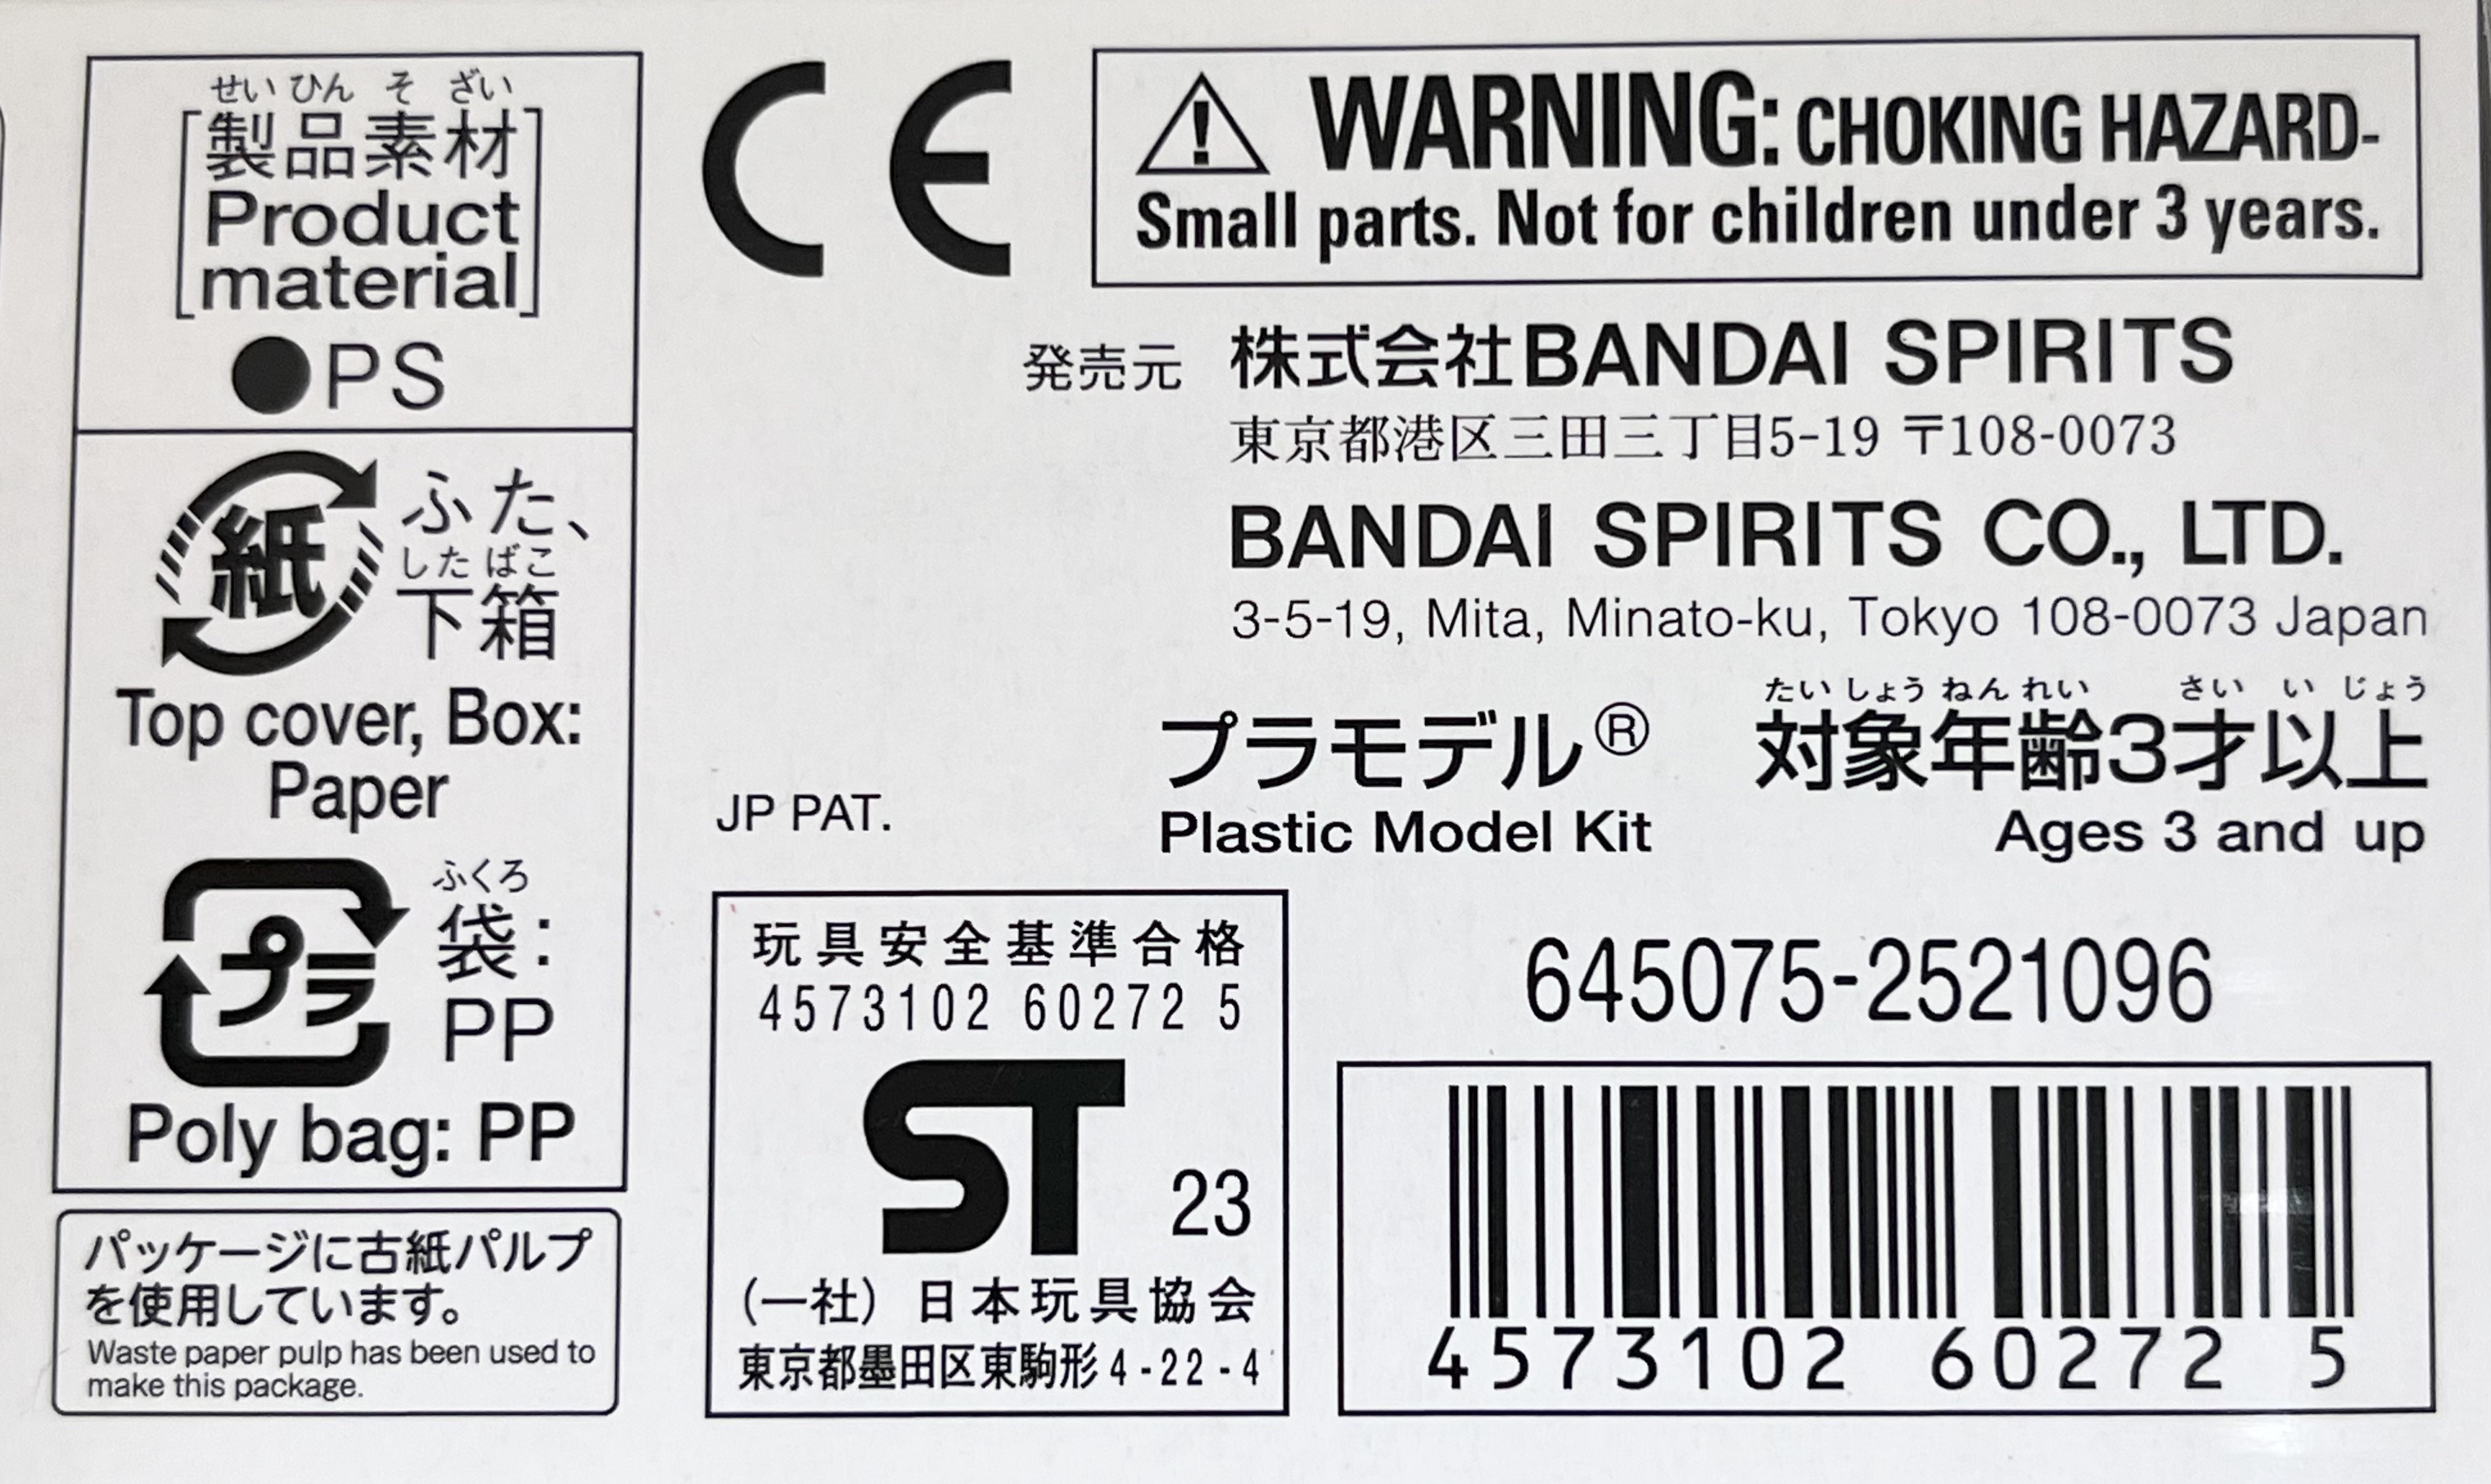 せいひんそざい
[製品素材
Product
material]
●PS
紙
ふた、
したばこ
下箱
Top cover, Box:
Paper
プラ
ふくろ
袋:
PP
Poly bag: PP
パッケージに古紙パルプ
を使用しています。
Waste paper pulp has been used to
make this package.
CE
WARNING: CHOKING HAZARD-
Small parts. Not for children under 3 years.
発売元 株式会社BANDAI SPIRITS
東京都港区三田三丁目5-19 〒108-0073
BANDAI SPIRITS CO., LTD.
3-5-19, Mita, Minato-ku, Tokyo 108-0073 Japan
JP PAT.
プラモデル®
Plastic Model Kit
たいしょうねんれい さいいじょう
対象年齢3才以上
Ages 3 and up
玩具安全基準合格
4573102 60272 5
ST 23
(一社) 日本玩具協会
東京都墨田区東駒形4-22-4
645075-2521096
4573102 60272 5